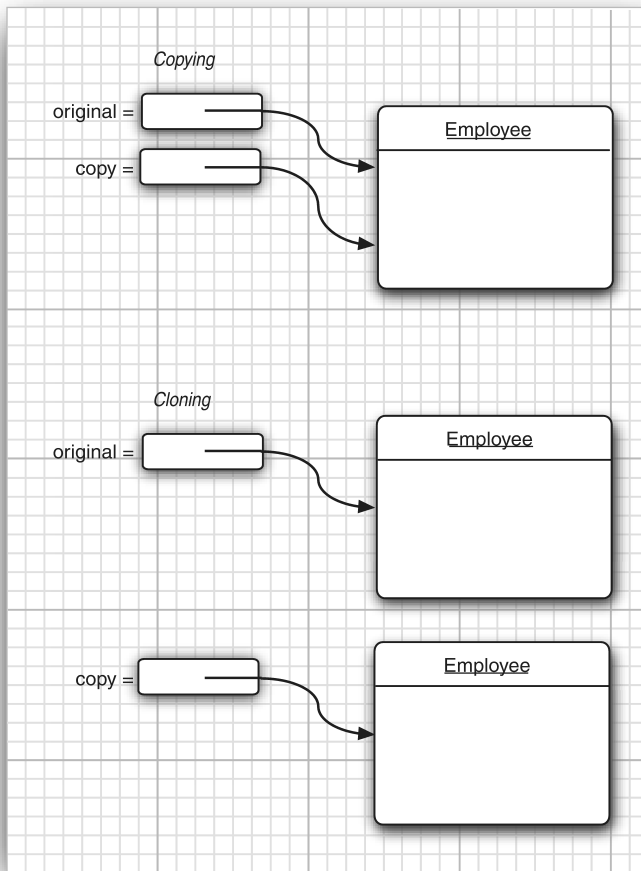 Copying
original =
Employee
copy =
Cloning
original =
Employee
copy =
Employee